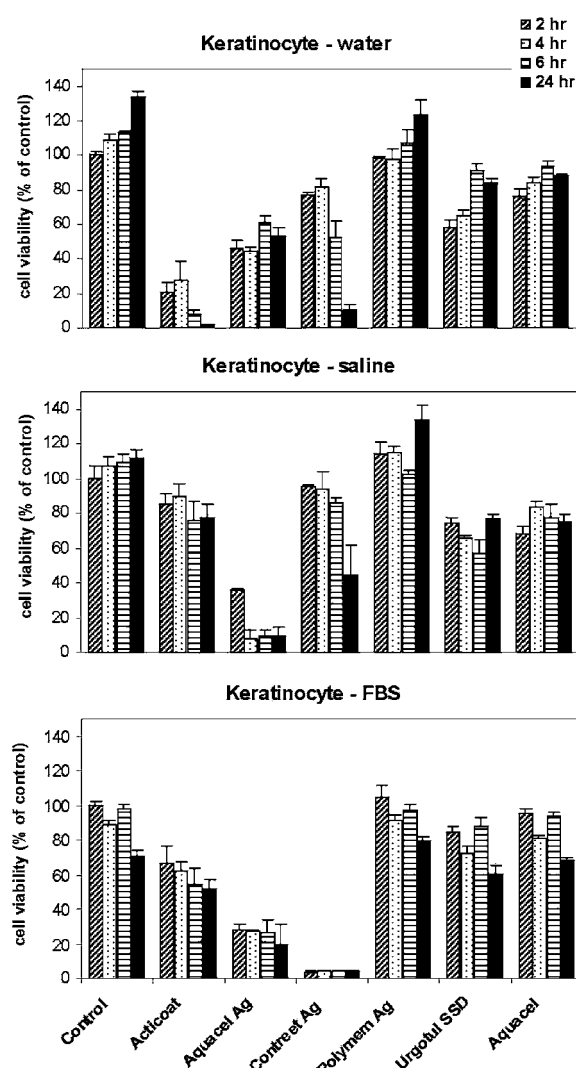 2 hr
4 hr
6 hr
24 hr
Keratinocyte - water
cell viability (% of control)
140
120
100
80
60
40
20
0
Keratinocyte - saline
cell viability (% of control)
140
120
100
80
60
40
20
0
Keratinocyte - FBS
cell viability (% of control)
140
120
100
80
60
40
20
0
Control
Acticoat
Aquacel Ag
Contreet Ag
Polymem Ag
Urgotul SSD
Aquacel